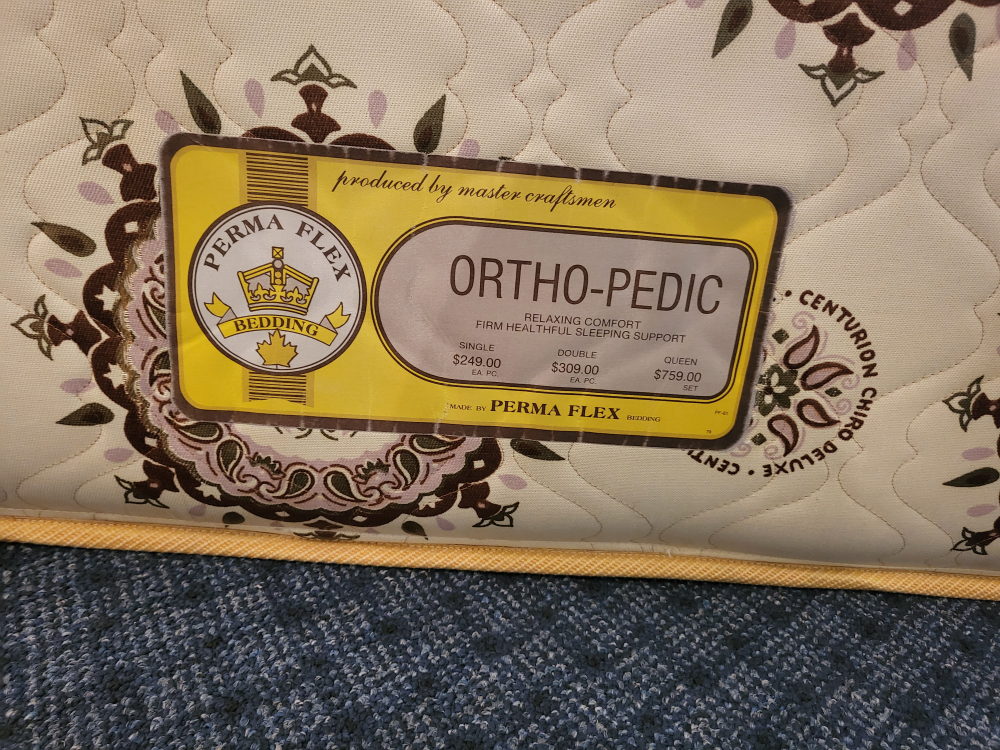 produced by master craftsmen
PERMA FLEX
BEDDING
ORTHO-PEDIC
RELAXING COMFORT
FIRM HEALTHFUL SLEEPING SUPPORT
SINGLE
$249.00
EA. PC.
DOUBLE
$309.00
EA. PC.
QUEEN
$759.00
SET
MADE BY PERMA FLEX BEDDING
• CENTURION CHIRO DELUXE • CENTU